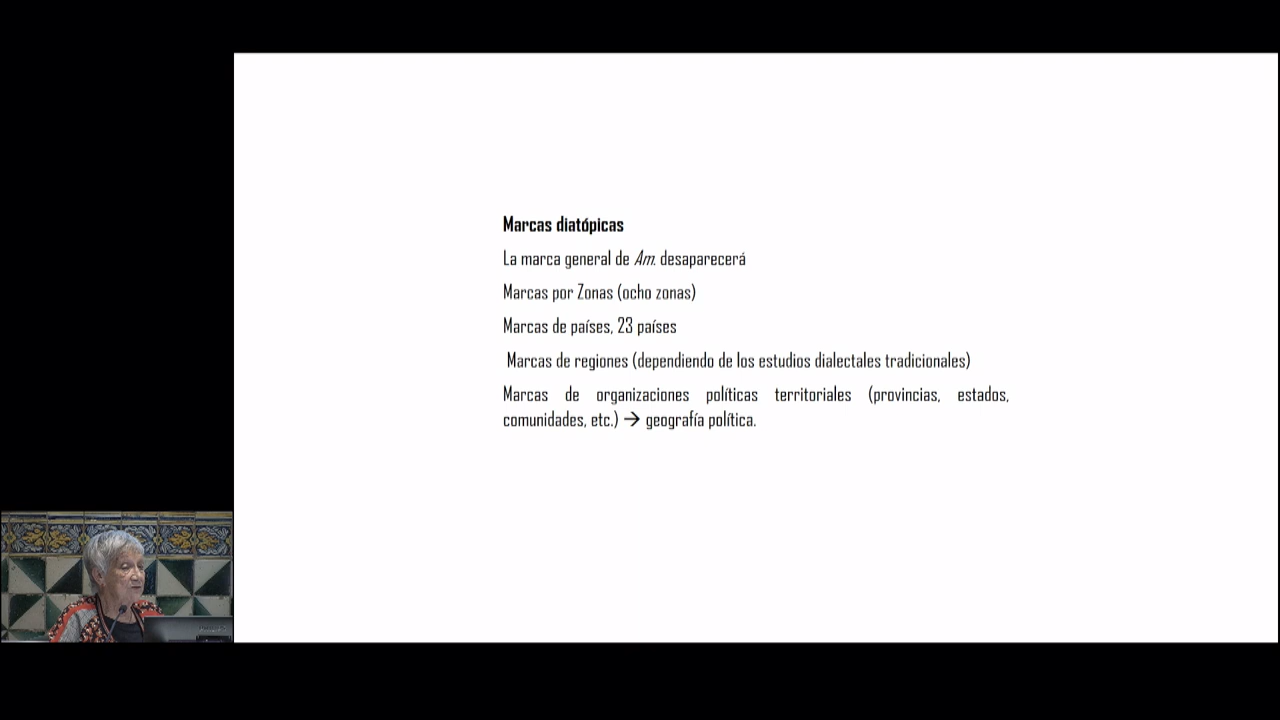 Marcas diatópicas
La marca general de Am. desaparecerá
Marcas por Zonas (ocho zonas)
Marcas de países, 23 países
Marcas de regiones (dependiendo de los estudios dialectales tradicionales)
Marcas de organizaciones políticas territoriales (provincias, estados,
comunidades, etc.) → geografía política.